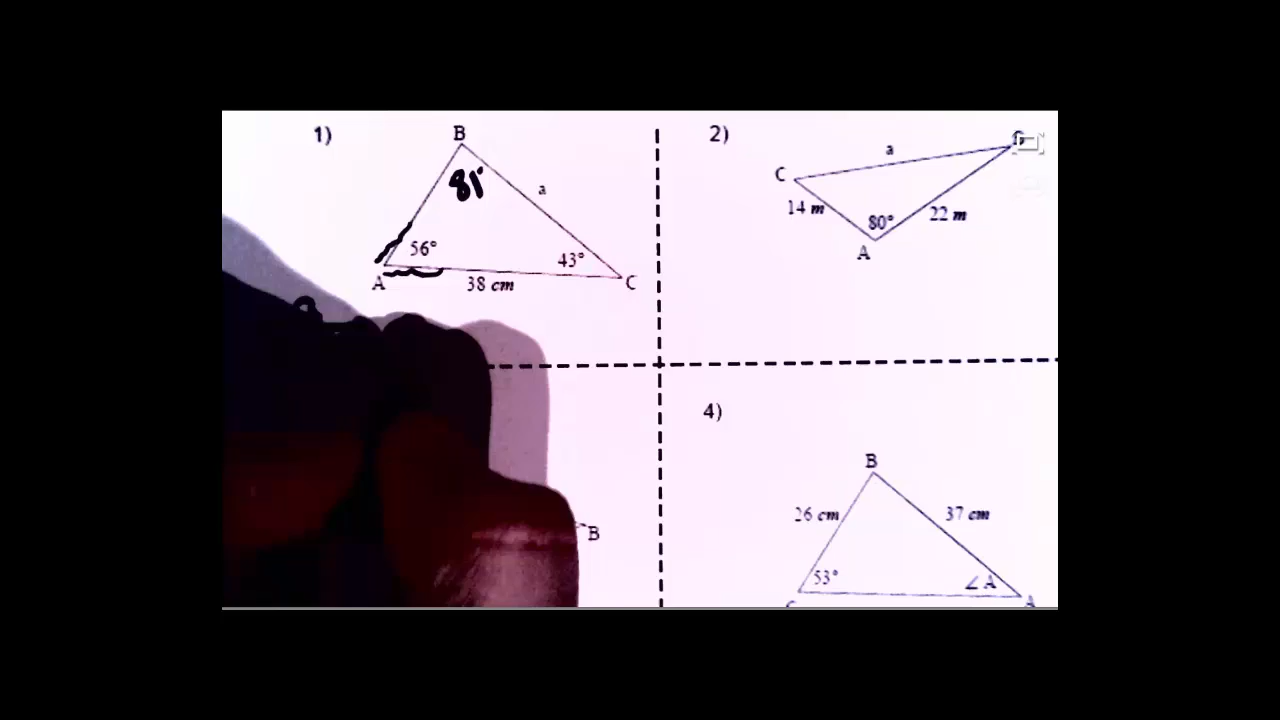 1)
B
81°
a
56°
43°
A
38 cm
C
2)
a
C
14 m
80°
22 m
A
B
4)
B
26 cm
37 cm
53°
∠ A
A